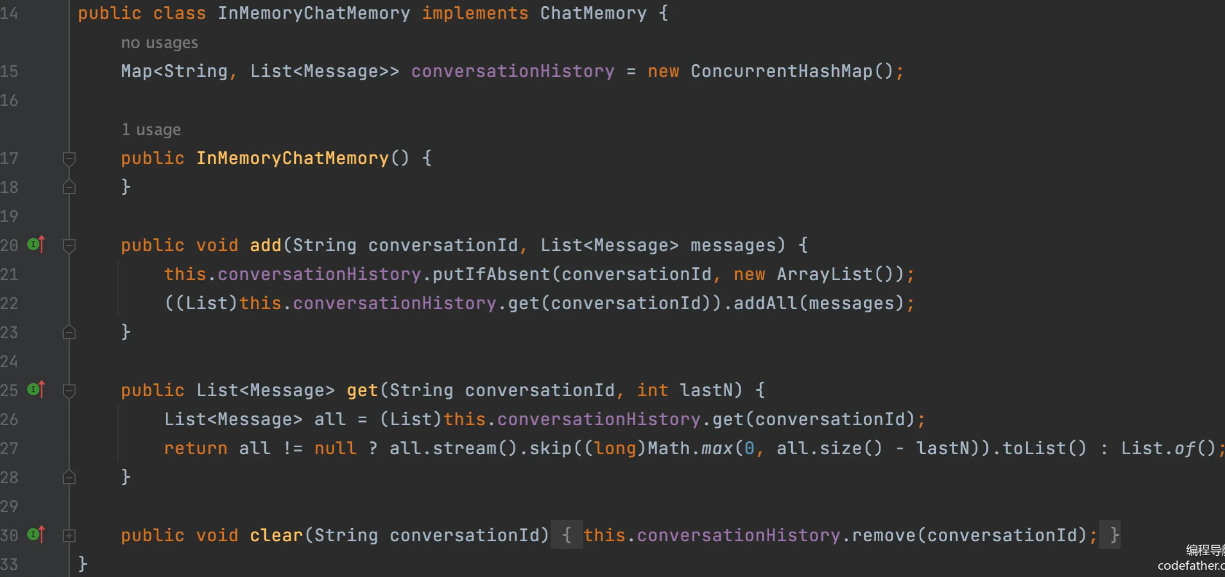 14 public class InMemoryChatMemory implements ChatMemory {
no usages
15 Map<String, List<Message>> conversationHistory = new ConcurrentHashMap();
16
1 usage
17 public InMemoryChatMemory() {
18 }
19
20 public void add(String conversationId, List<Message> messages) {
21 this.conversationHistory.putIfAbsent(conversationId, new ArrayList());
22 ((List)this.conversationHistory.get(conversationId)).addAll(messages);
23 }
24
25 public List<Message> get(String conversationId, int lastN) {
26 List<Message> all = (List)this.conversationHistory.get(conversationId);
27 return all != null ? all.stream().skip((long)Math.max(0, all.size() - lastN)).toList() : List.of();
28 }
29
30 public void clear(String conversationId) { this.conversationHistory.remove(conversationId); }
33 }
编程导
codefather.c